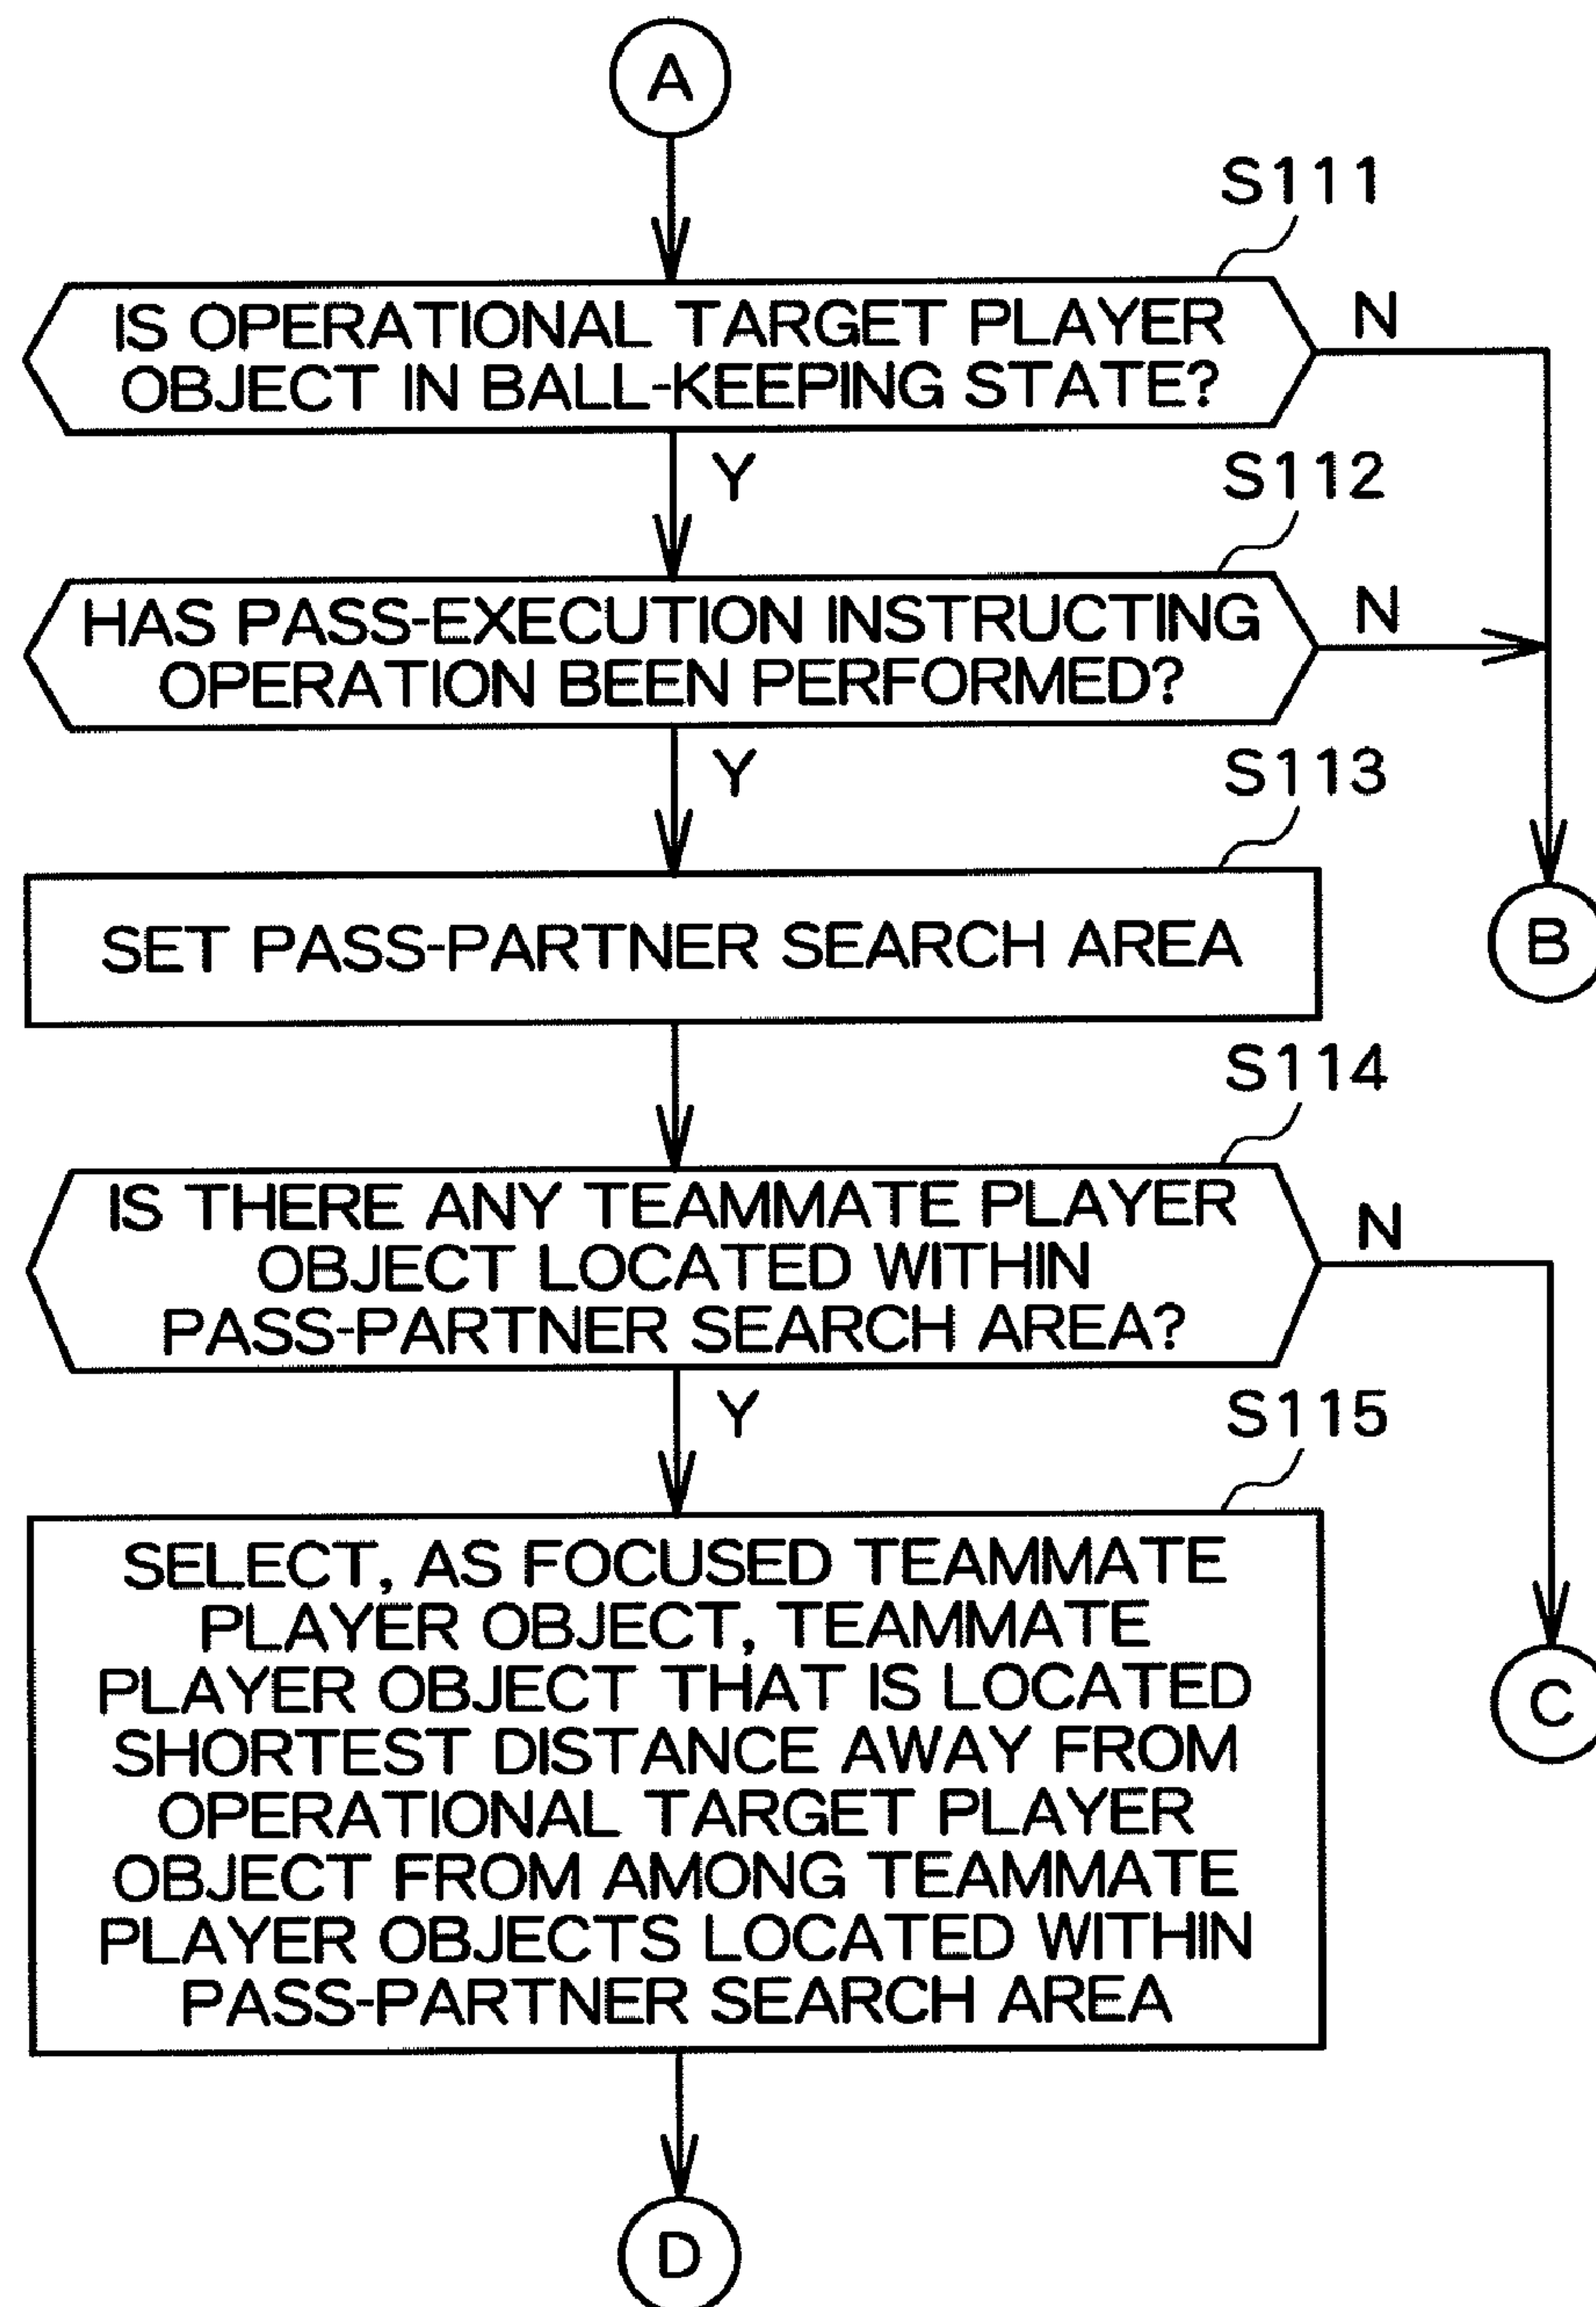 A
S111
IS OPERATIONAL TARGET PLAYER
OBJECT IN BALL-KEEPING STATE?
N
Y
S112
HAS PASS-EXECUTION INSTRUCTING
OPERATION BEEN PERFORMED?
N
Y
S113
SET PASS-PARTNER SEARCH AREA
B
S114
IS THERE ANY TEAMMATE PLAYER
OBJECT LOCATED WITHIN
PASS-PARTNER SEARCH AREA?
N
Y
S115
SELECT, AS FOCUSED TEAMMATE
PLAYER OBJECT, TEAMMATE
PLAYER OBJECT THAT IS LOCATED
SHORTEST DISTANCE AWAY FROM
OPERATIONAL TARGET PLAYER
OBJECT FROM AMONG TEAMMATE
PLAYER OBJECTS LOCATED WITHIN
PASS-PARTNER SEARCH AREA
C
D